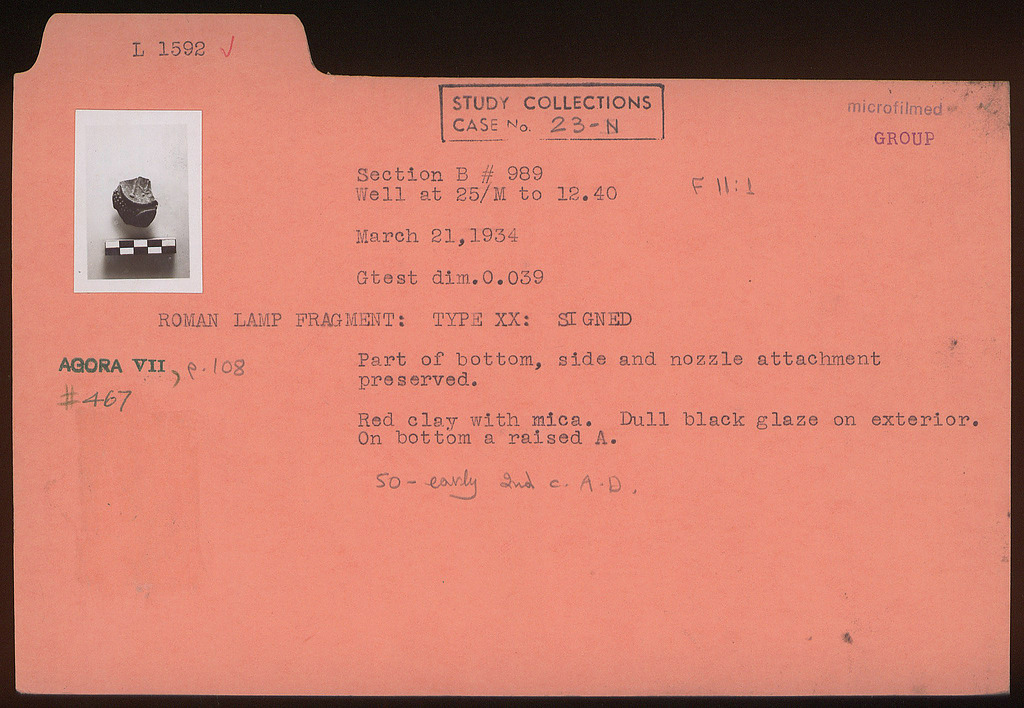 L 1592 ✓
STUDY COLLECTIONS
CASE No. 23-N
microfilmed
GROUP
Section B # 989
Well at 25/M to 12.40
F 11:1
March 21,1934
Gtest dim.0.039
ROMAN LAMP FRAGMENT: TYPE XX: SIGNED
AGORA VII, p. 108
#467
Part of bottom, side and nozzle attachment
preserved.
Red clay with mica. Dull black glaze on exterior.
On bottom a raised A.
50 - early 2nd c. A.D.